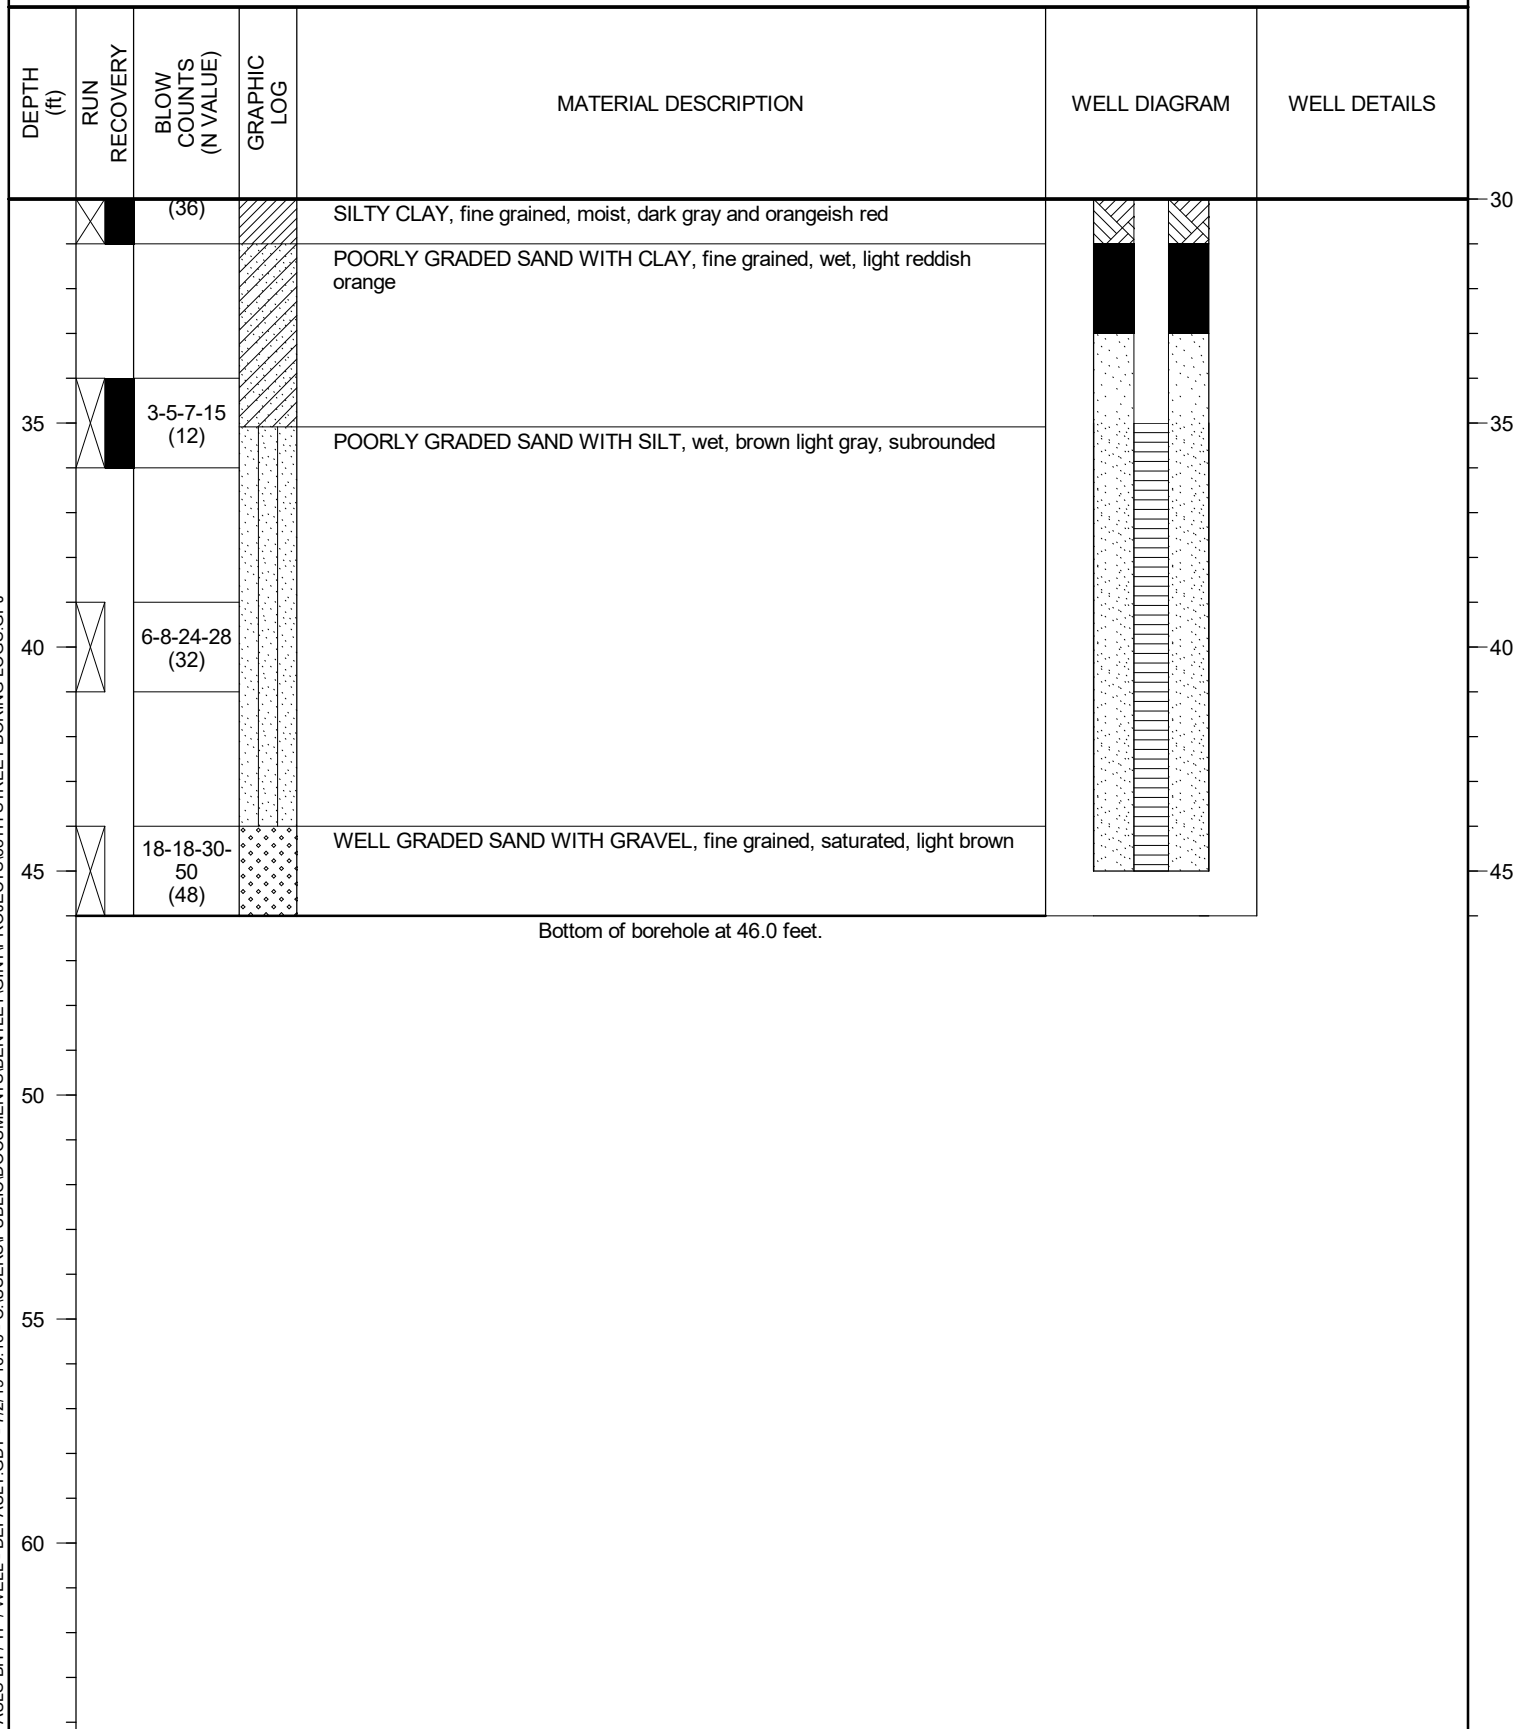 DEPTH
(ft)
RUN
RECOVERY
BLOW
COUNTS
(N VALUE)
GRAPHIC
LOG
MATERIAL DESCRIPTION
WELL DIAGRAM
WELL DETAILS
30
(36)
SILTY CLAY, fine grained, moist, dark gray and orangeish red
POORLY GRADED SAND WITH CLAY, fine grained, wet, light reddish
orange
35
3-5-7-15
(12)
POORLY GRADED SAND WITH SILT, wet, brown light gray, subrounded
35
40
6-8-24-28
(32)
40
45
18-18-30-
50
(48)
WELL GRADED SAND WITH GRAVEL, fine grained, saturated, light brown
45
Bottom of borehole at 46.0 feet.
50
55
60